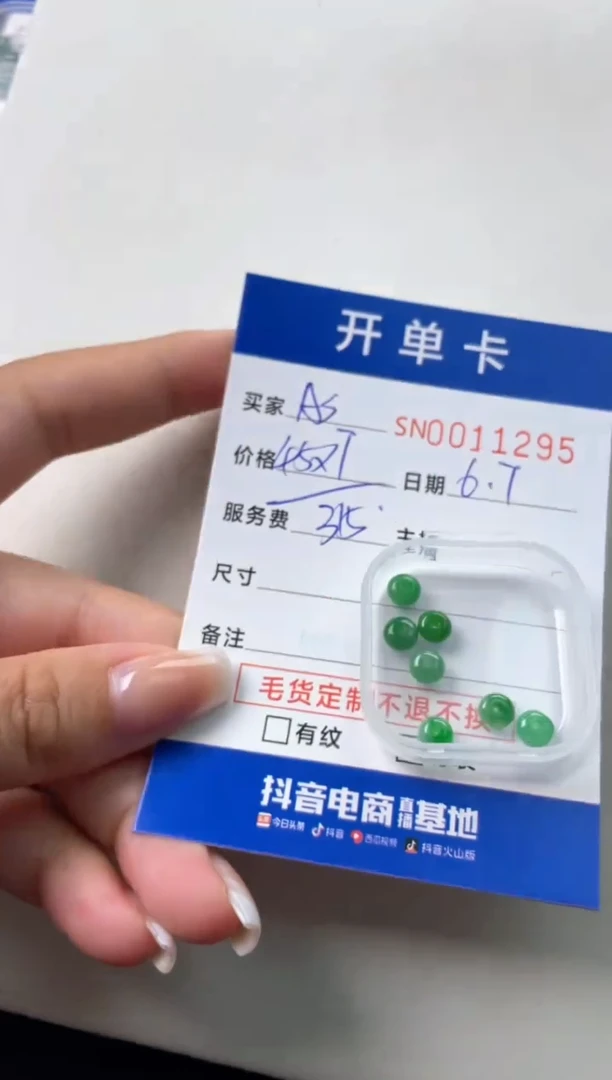 开单卡
买家 AS SN0011295
价格 45×7 日期 6.7
服务费 315
尺寸
备注
毛货定制 不退不换
有纹
抖音电商直播基地
今日头条 抖音 西瓜视频 抖音火山版